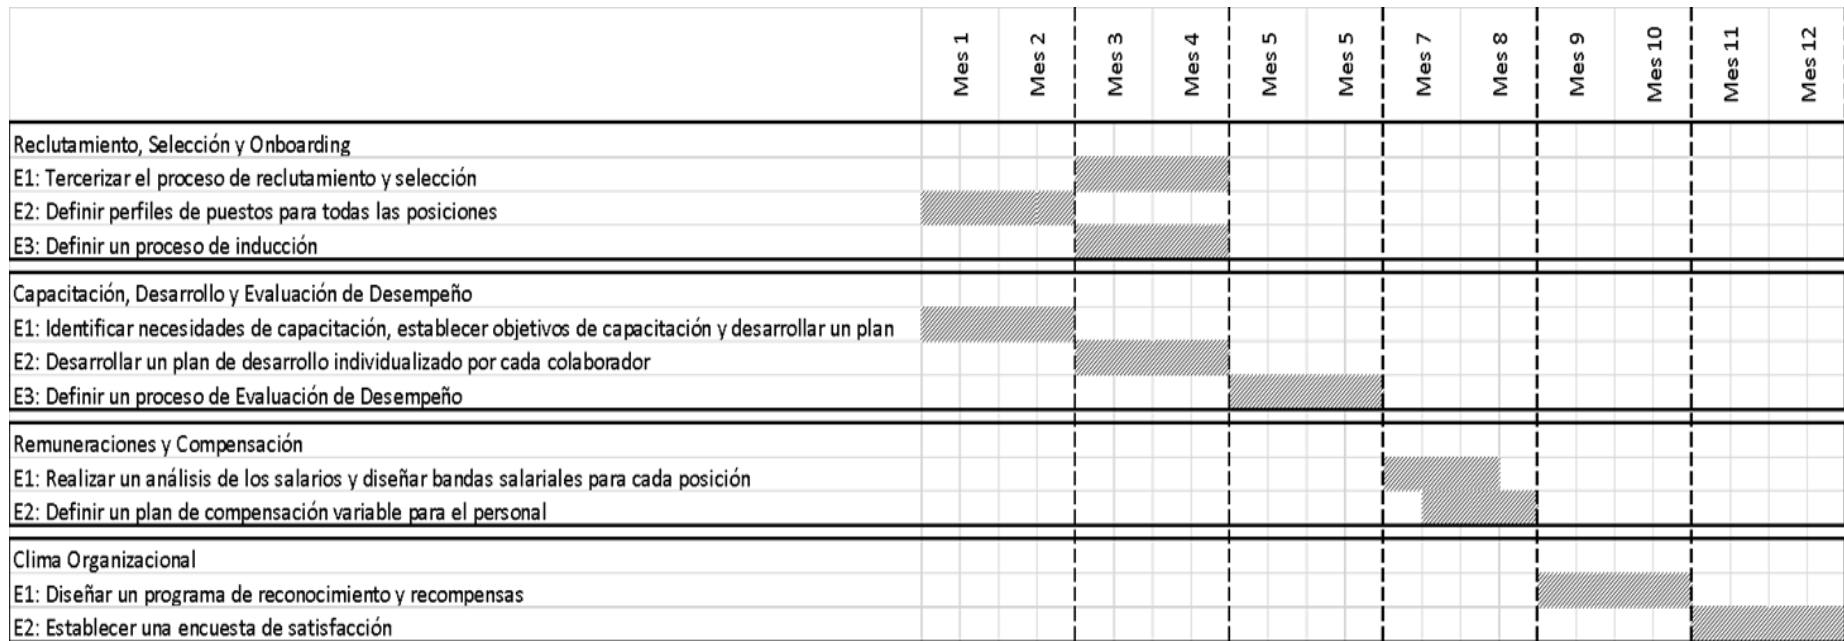 Mes 1
Mes 2
Mes 3
Mes 4
Mes 5
Mes 5
Mes 7
Mes 8
Mes 9
Mes 10
Mes 11
Mes 12
Reclutamiento, Selección y Onboarding
E1: Tercerizar el proceso de reclutamiento y selección
E2: Definir perfiles de puestos para todas las posiciones
E3: Definir un proceso de inducción
Capacitación, Desarrollo y Evaluación de Desempeño
E1: Identificar necesidades de capacitación, establecer objetivos de capacitación y desarrollar un plan
E2: Desarrollar un plan de desarrollo individualizado por cada colaborador
E3: Definir un proceso de Evaluación de Desempeño
Remuneraciones y Compensación
E1: Realizar un análisis de los salarios y diseñar bandas salariales para cada posición
E2: Definir un plan de compensación variable para el personal
Clima Organizacional
E1: Diseñar un programa de reconocimiento y recompensas
E2: Establecer una encuesta de satisfacción